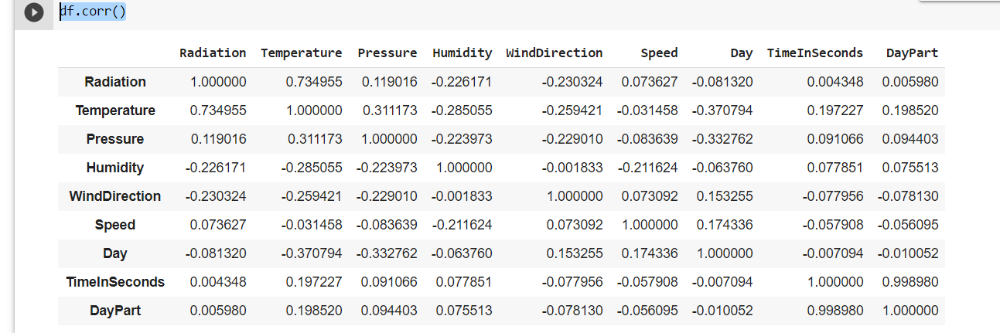 df.corr()
Radiation Temperature Pressure Humidity WindDirection Speed Day TimeInSeconds DayPart
Radiation 1.000000 0.734955 0.119016 -0.226171 -0.230324 0.073627 -0.081320 0.004348 0.005980
Temperature 0.734955 1.000000 0.311173 -0.285055 -0.259421 -0.031458 -0.370794 0.197227 0.198520
Pressure 0.119016 0.311173 1.000000 -0.223973 -0.229010 -0.083639 -0.332762 0.091066 0.094403
Humidity -0.226171 -0.285055 -0.223973 1.000000 -0.001833 -0.211624 -0.063760 0.077851 0.075513
WindDirection -0.230324 -0.259421 -0.229010 -0.001833 1.000000 0.073092 0.153255 -0.077956 -0.078130
Speed 0.073627 -0.031458 -0.083639 -0.211624 0.073092 1.000000 0.174336 -0.057908 -0.056095
Day -0.081320 -0.370794 -0.332762 -0.063760 0.153255 0.174336 1.000000 -0.007094 -0.010052
TimeInSeconds 0.004348 0.197227 0.091066 0.077851 -0.077956 -0.057908 -0.007094 1.000000 0.998980
DayPart 0.005980 0.198520 0.094403 0.075513 -0.078130 -0.056095 -0.010052 0.998980 1.000000